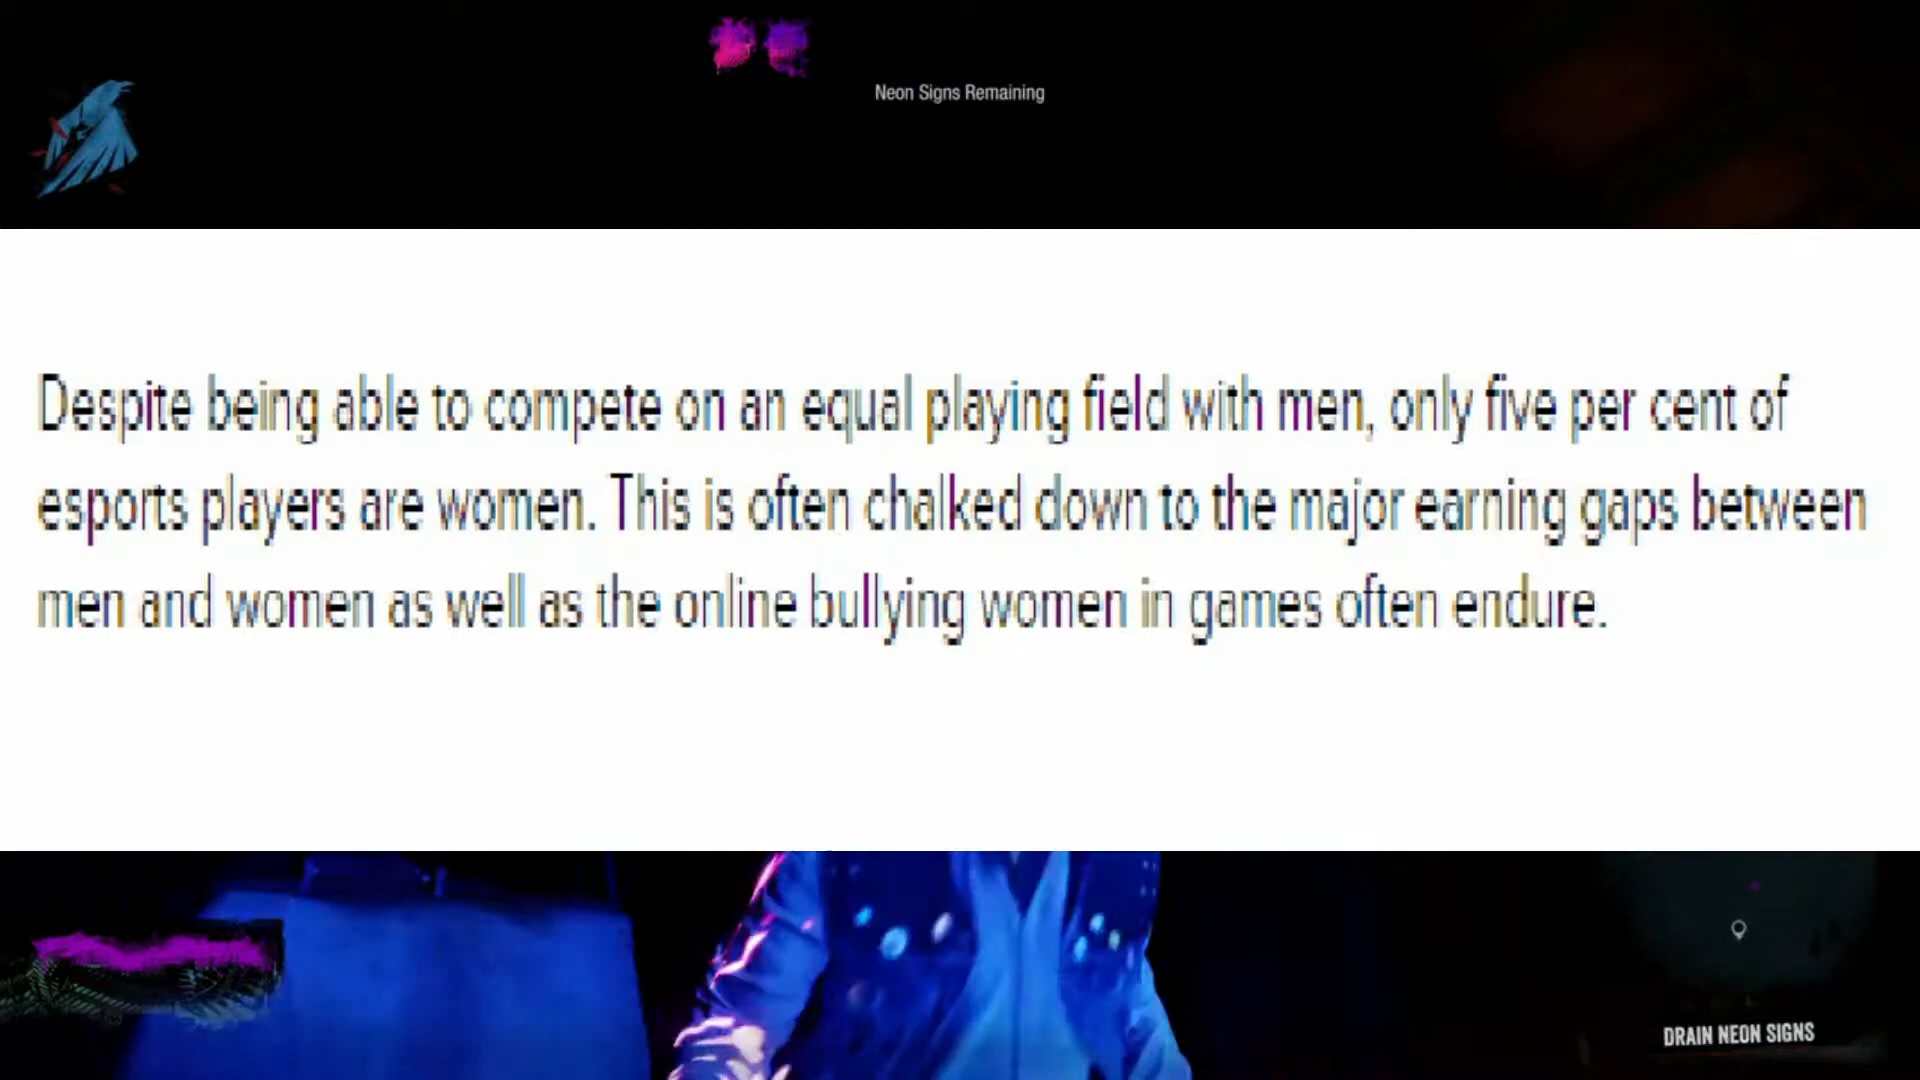 Neon Signs Remaining
Despite being able to compete on an equal playing field with men, only five per cent of
esports players are women. This is often chalked down to the major earning gaps between
men and women as well as the online bullying women in games often endure.
DRAIN NEON SIGNS